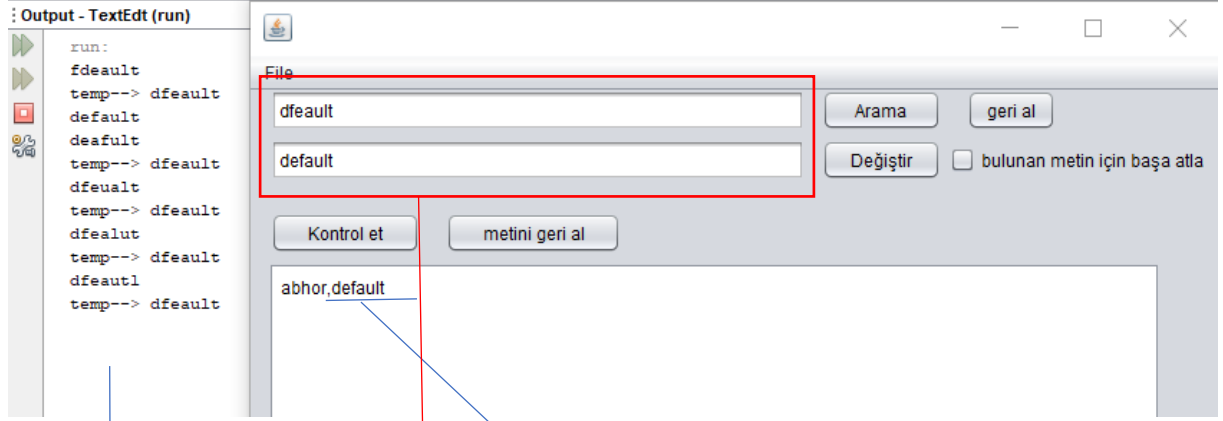 Output - TextEdt (run)
run:
fdeault
temp--> dfeault
default
deafult
temp--> dfeault
dfeualt
temp--> dfeault
dfealut
temp--> dfeault
dfeautl
temp--> dfeault
File
dfeault
Arama
geri al
default
Değiştir
bulunan metin için başa atla
Kontrol et
metini geri al
abhor,default